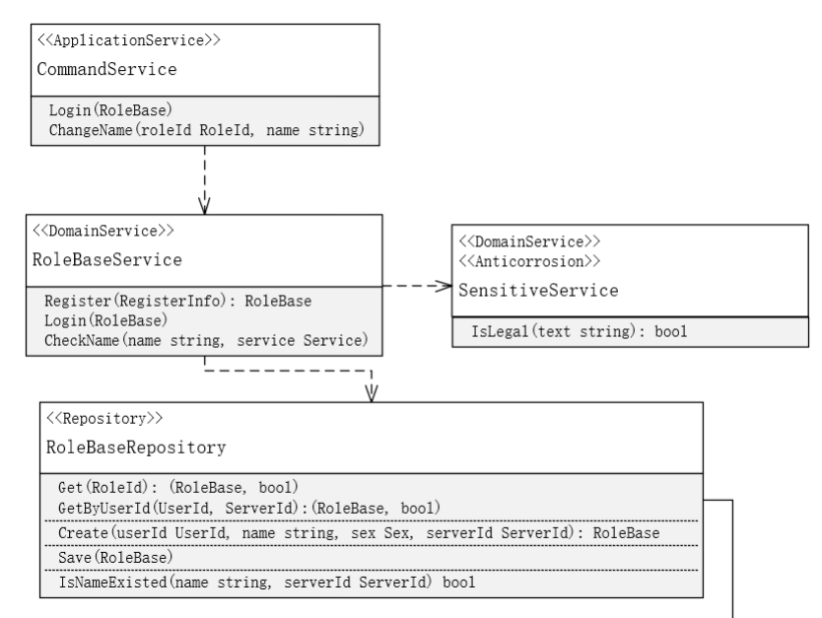 <<ApplicationService>>
CommandService
Login(RoleBase)
ChangeName(roleId RoleId, name string)
<<DomainService>>
RoleBaseService
Register(RegisterInfo): RoleBase
Login(RoleBase)
CheckName(name string, service Service)
<<DomainService>>
<<Anticorrosion>>
SensitiveService
IsLegal(text string): bool
<<Repository>>
RoleBaseRepository
Get(RoleId): (RoleBase, bool)
GetByUserId(UserId, ServerId):(RoleBase, bool)
Create(userId UserId, name string, sex Sex, serverId ServerId): RoleBase
Save(RoleBase)
IsNameExisted(name string, serverId ServerId) bool